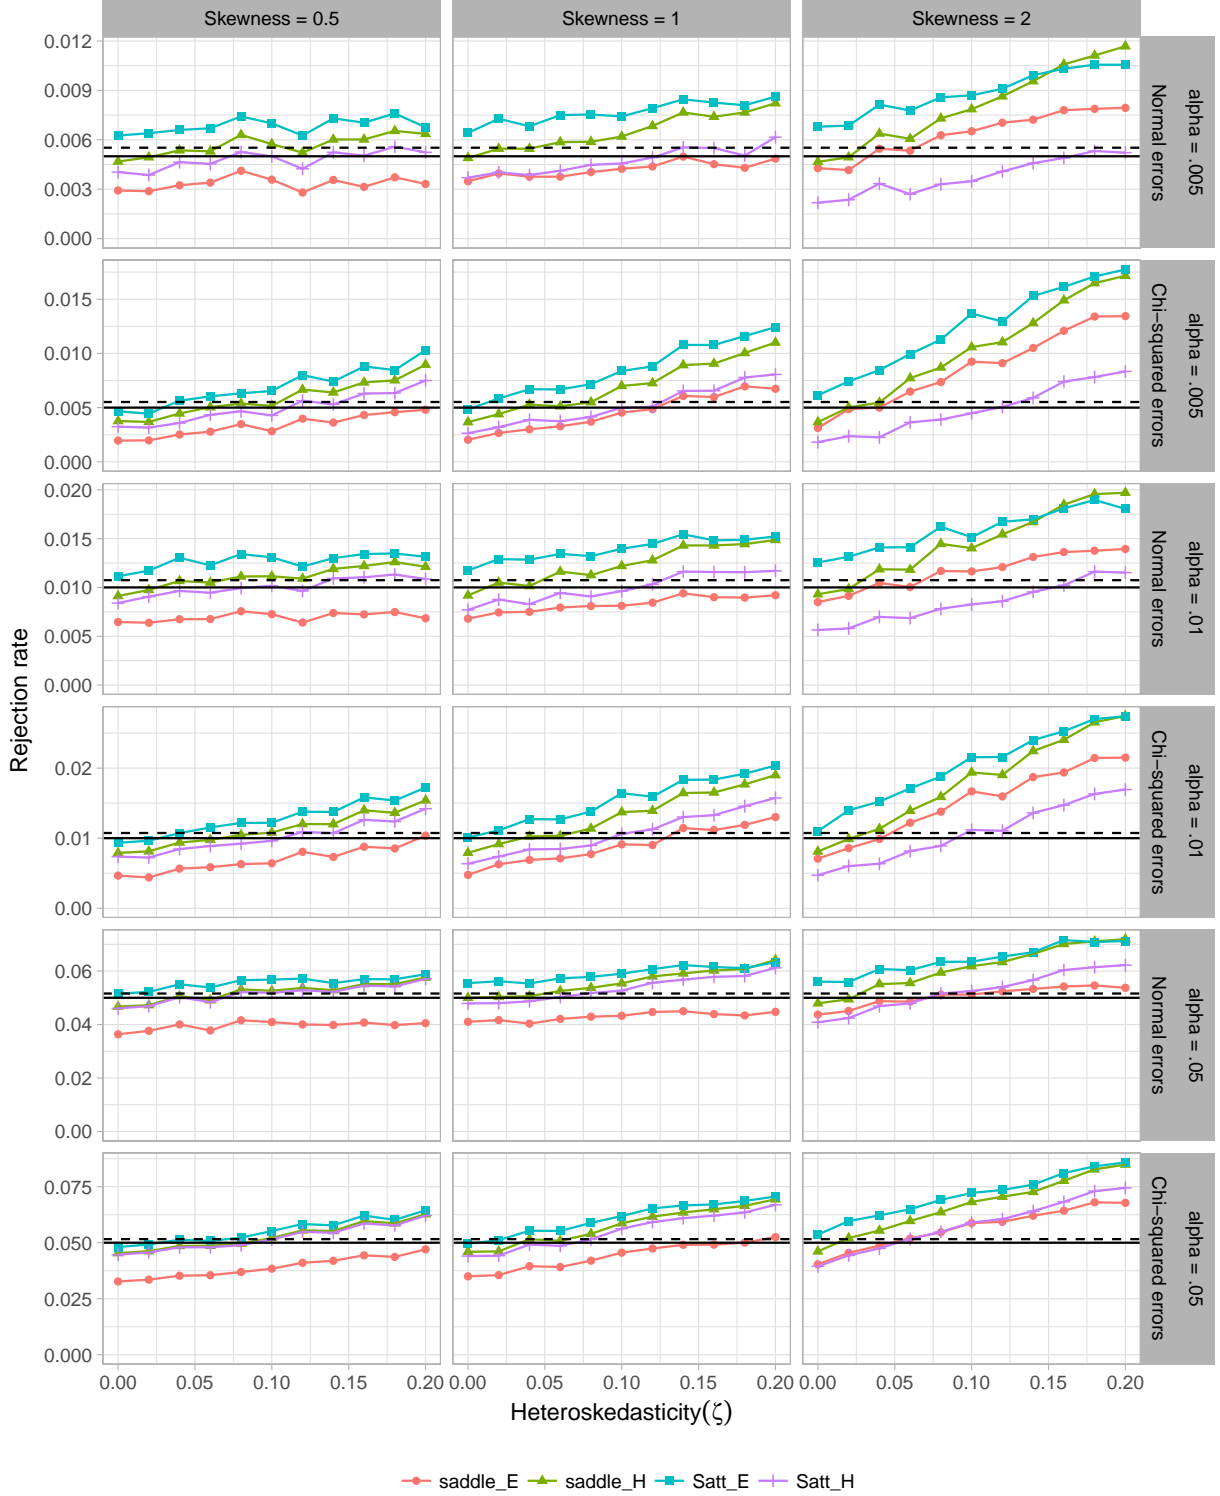 Skewness = 0.5
Skewness = 1
Skewness = 2
0.012
0.009
0.006
0.003
0.000
alpha = .005
Normal errors
0.015
0.010
0.005
0.000
alpha = .005
Chi−squared errors
0.020
0.015
0.010
0.005
0.000
alpha = .01
Normal errors
0.02
0.01
0.00
alpha = .01
Chi−squared errors
0.06
0.04
0.02
0.00
alpha = .05
Normal errors
0.075
0.050
0.025
0.000
alpha = .05
Chi−squared errors
Rejection rate
0.00 0.05 0.10 0.15 0.20 0.00 0.05 0.10 0.15 0.20 0.00 0.05 0.10 0.15 0.20
Heteroskedasticity(ζ)
saddle_E saddle_H Satt_E Satt_H